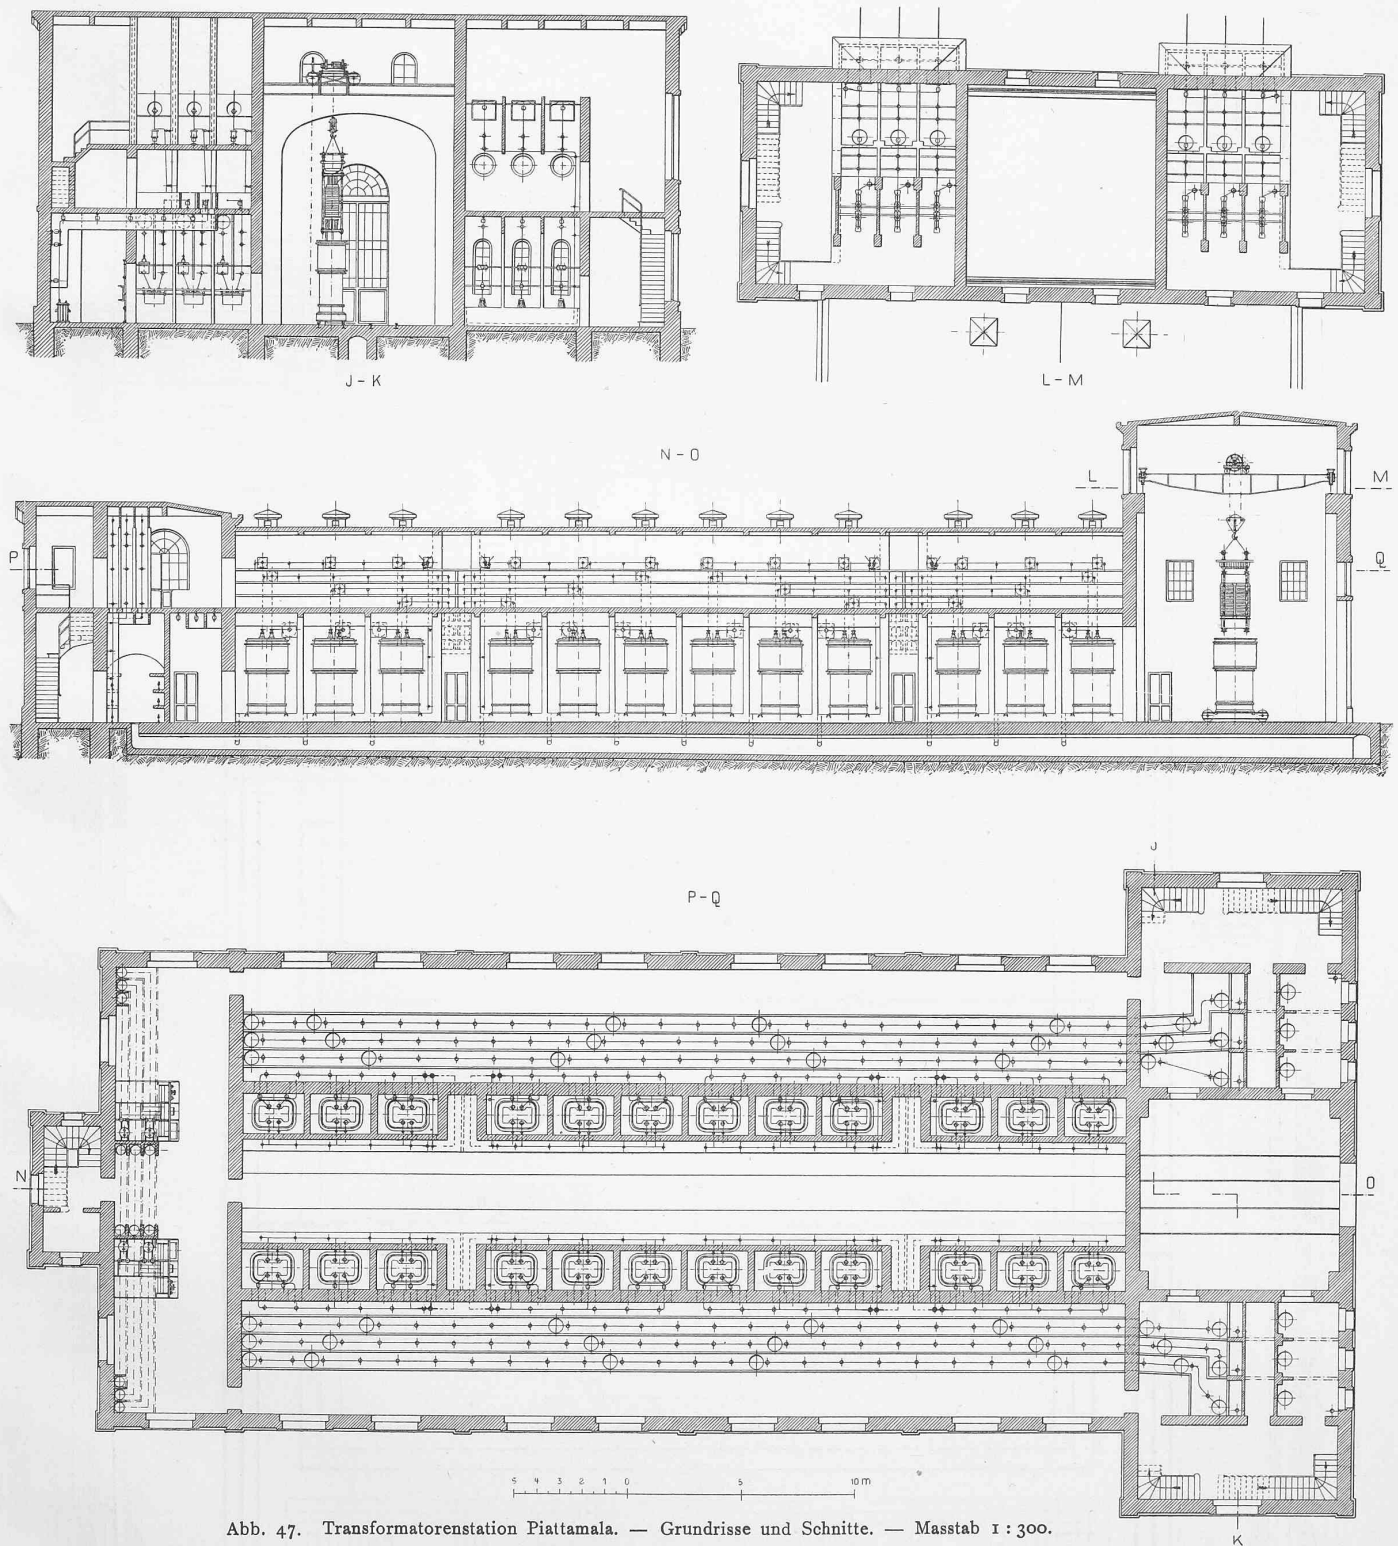 J - K
L - M
N - O
L M
P Q
J
P - Q
N O
5 4 3 2 1 0 5 10 m
Abb. 47. Transformatorenstation Piattamala. — Grundrisse und Schnitte. — Masstab 1 : 300.
K